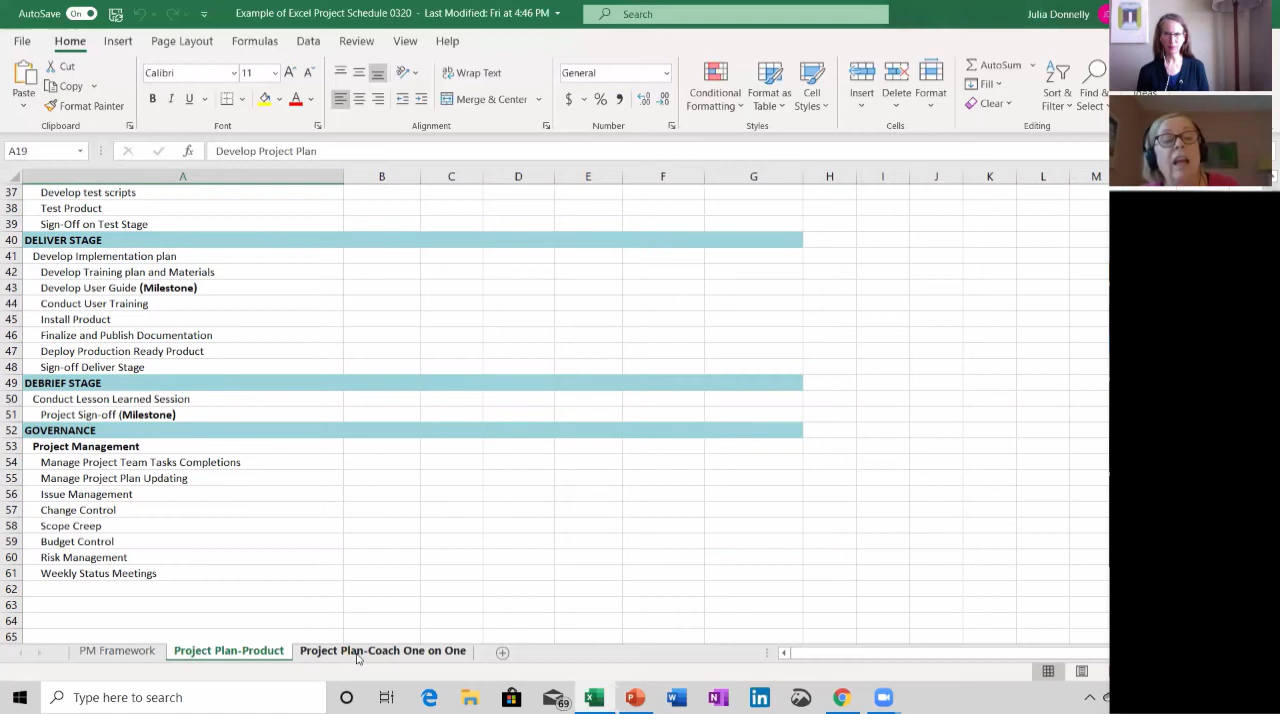 AutoSave On
Example of Excel Project Schedule 0320 - Last Modified: Fri at 4:46 PM
Search
Julia Donnelly
File Home Insert Page Layout Formulas Data Review View Help
Cut
Copy
Format Painter
Paste
Clipboard
Calibri 11
B I U
Font
Wrap Text
Merge & Center
Alignment
General
$ % 9
Number
Conditional Formatting
Format as Table
Cell Styles
Styles
Insert Delete Format
Cells
AutoSum
Fill
Clear
Sort & Filter
Find & Select
Editing
Ideas
A19 fx Develop Project Plan
A B C D E F G H I J K L M
37 Develop test scripts
38 Test Product
39 Sign-Off on Test Stage
40 DELIVER STAGE
41 Develop Implementation plan
42 Develop Training plan and Materials
43 Develop User Guide (Milestone)
44 Conduct User Training
45 Install Product
46 Finalize and Publish Documentation
47 Deploy Production Ready Product
48 Sign-off Deliver Stage
49 DEBRIEF STAGE
50 Conduct Lesson Learned Session
51 Project Sign-off (Milestone)
52 GOVERNANCE
53 Project Management
54 Manage Project Team Tasks Completions
55 Manage Project Plan Updating
56 Issue Management
57 Change Control
58 Scope Creep
59 Budget Control
60 Risk Management
61 Weekly Status Meetings
62
63
64
65
PM Framework Project Plan-Product Project Plan-Coach One on One
Type here to search
69